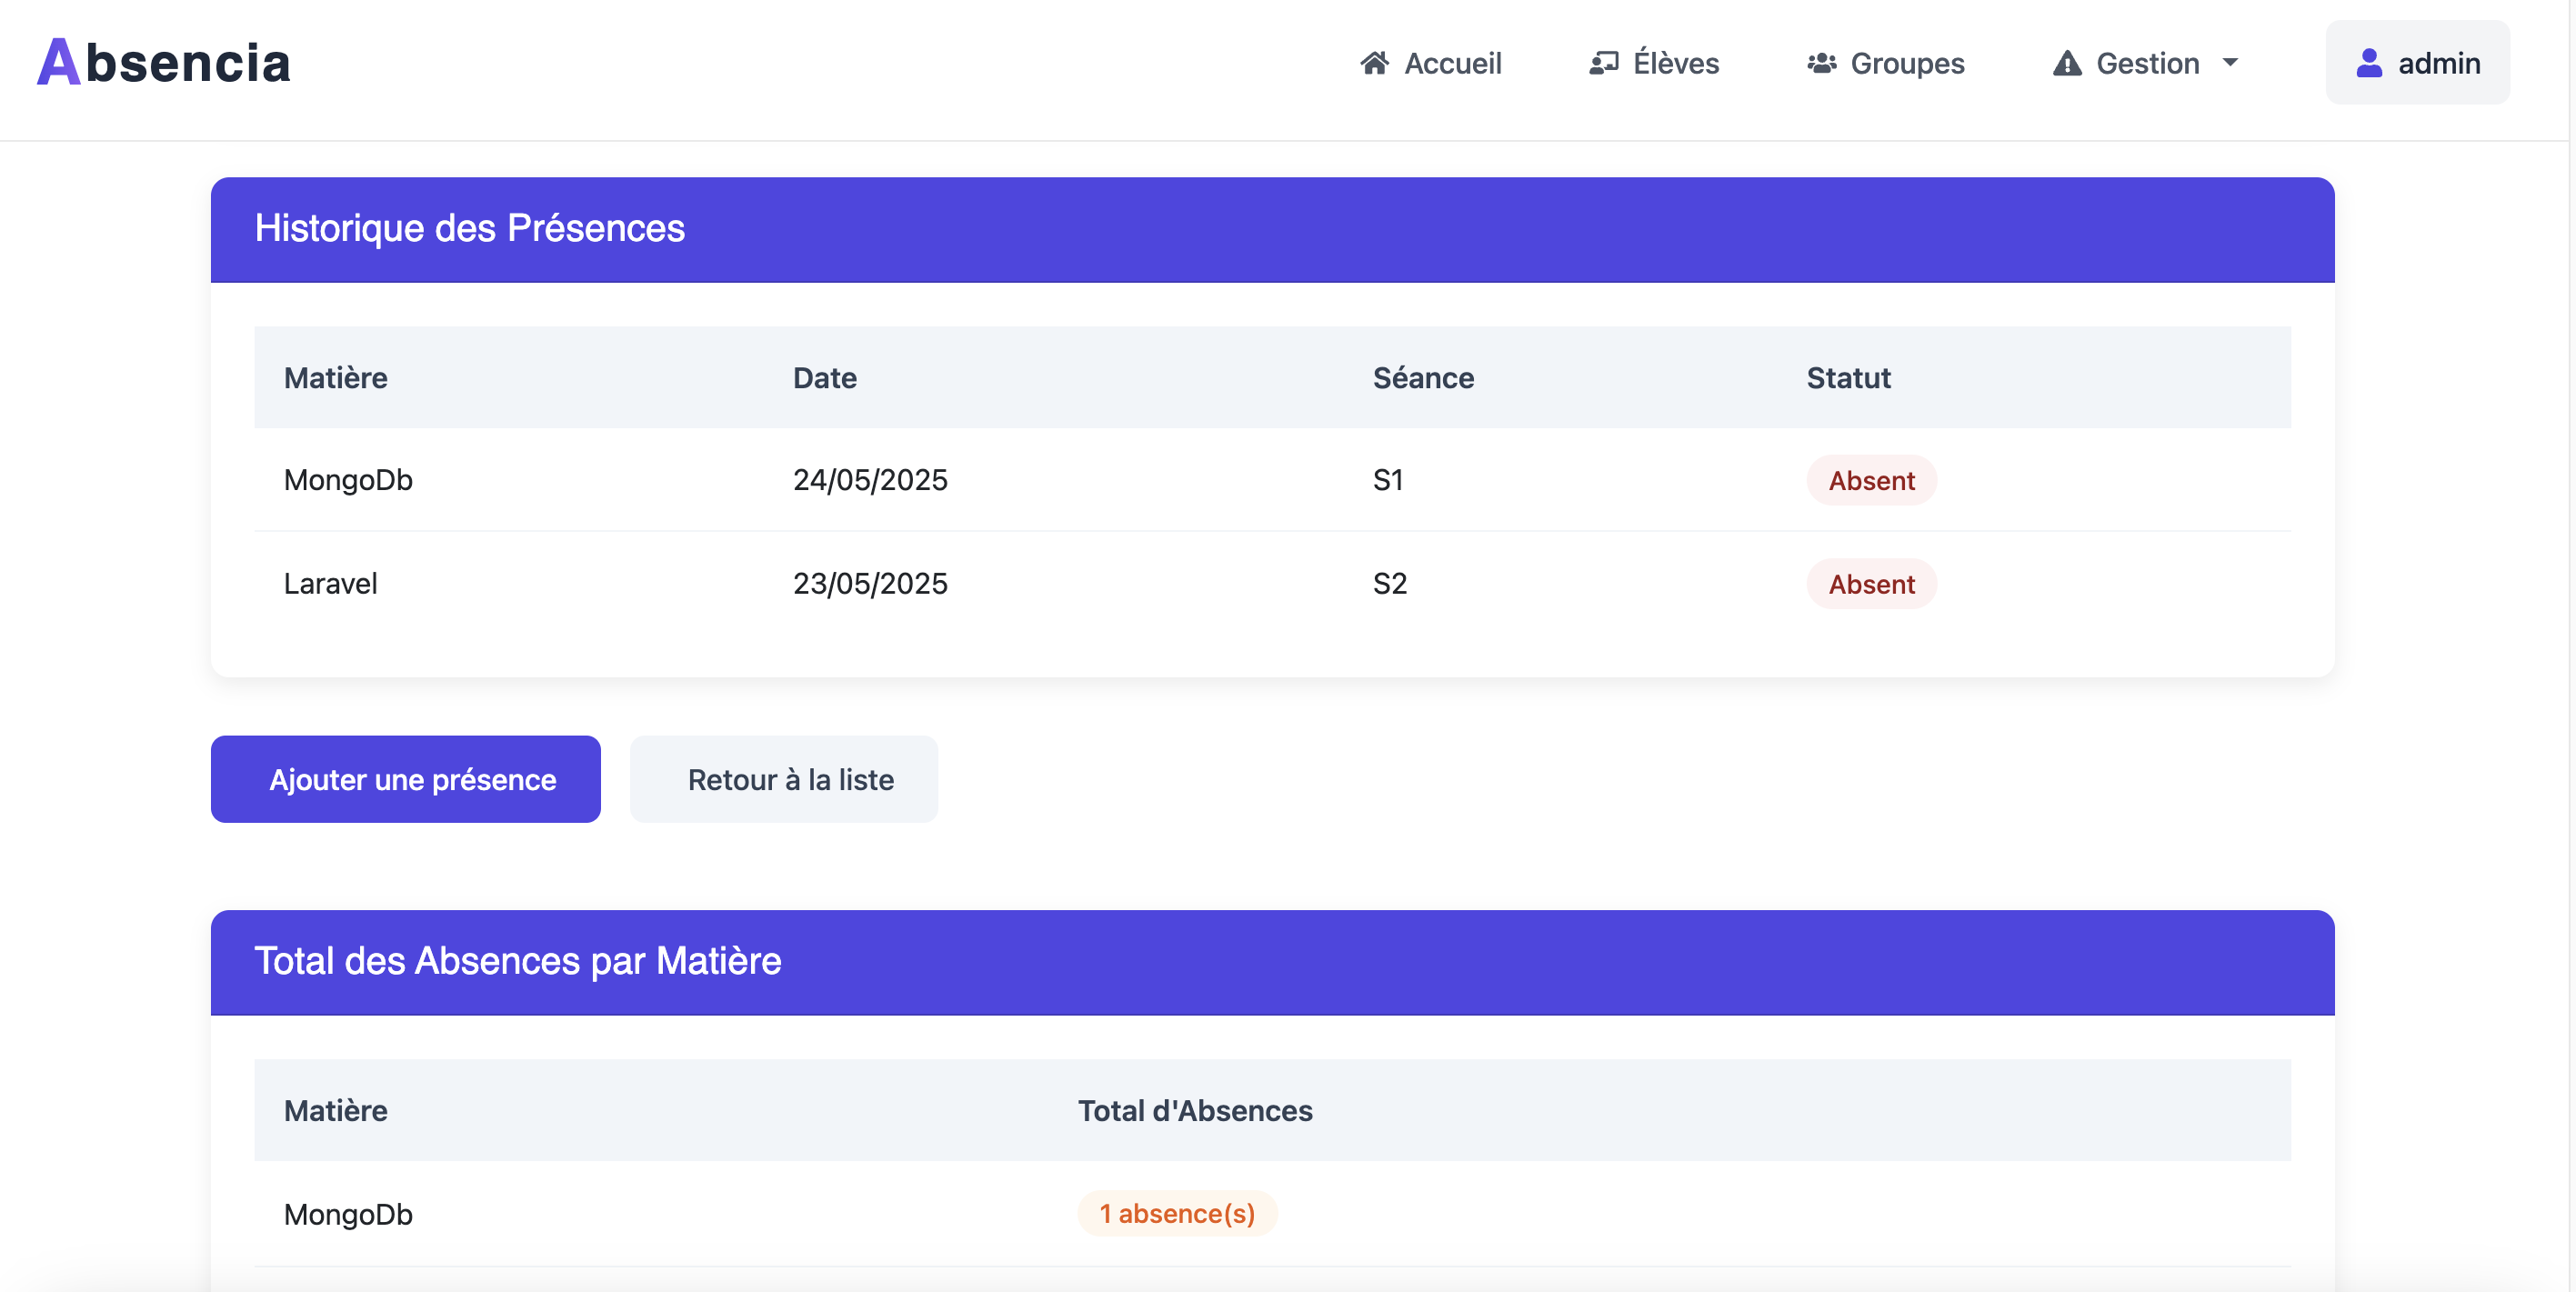 Absencia
Accueil Élèves Groupes Gestion admin
Historique des Présences
Matière Date Séance Statut
MongoDb 24/05/2025 S1 Absent
Laravel 23/05/2025 S2 Absent
Ajouter une présence Retour à la liste
Total des Absences par Matière
Matière Total d'Absences
MongoDb 1 absence(s)